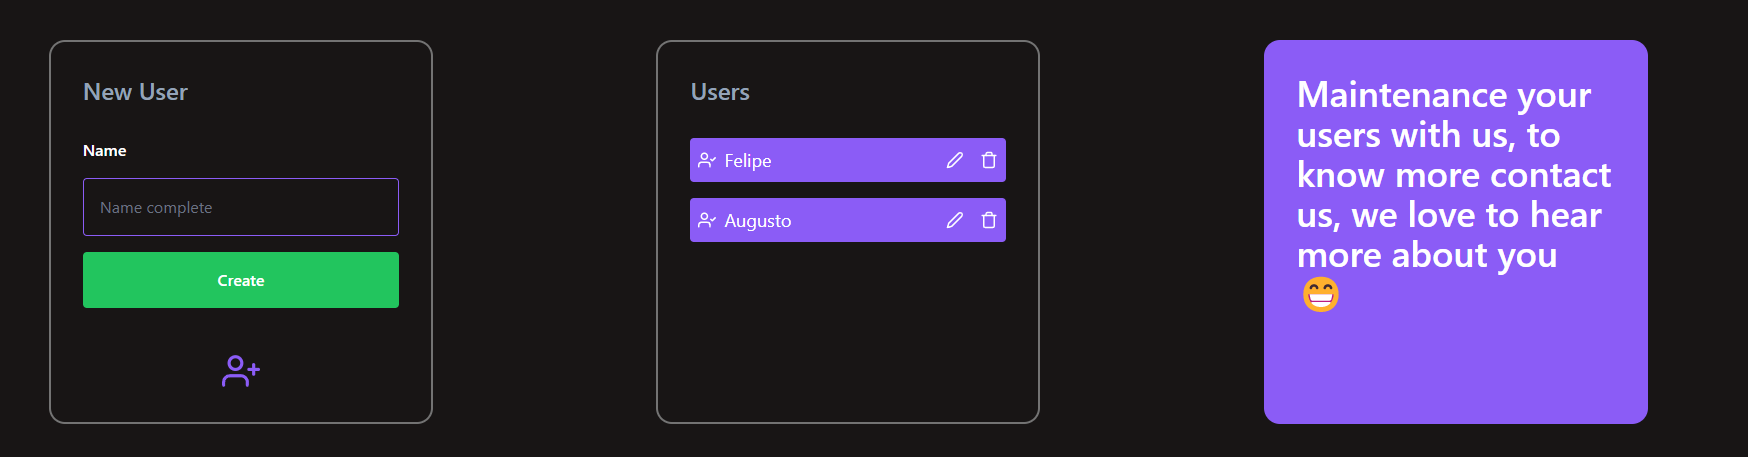 New User
Name
Name complete
Create
Users
Felipe
Augusto
Maintenance your
users with us, to
know more contact
us, we love to hear
more about you
😁